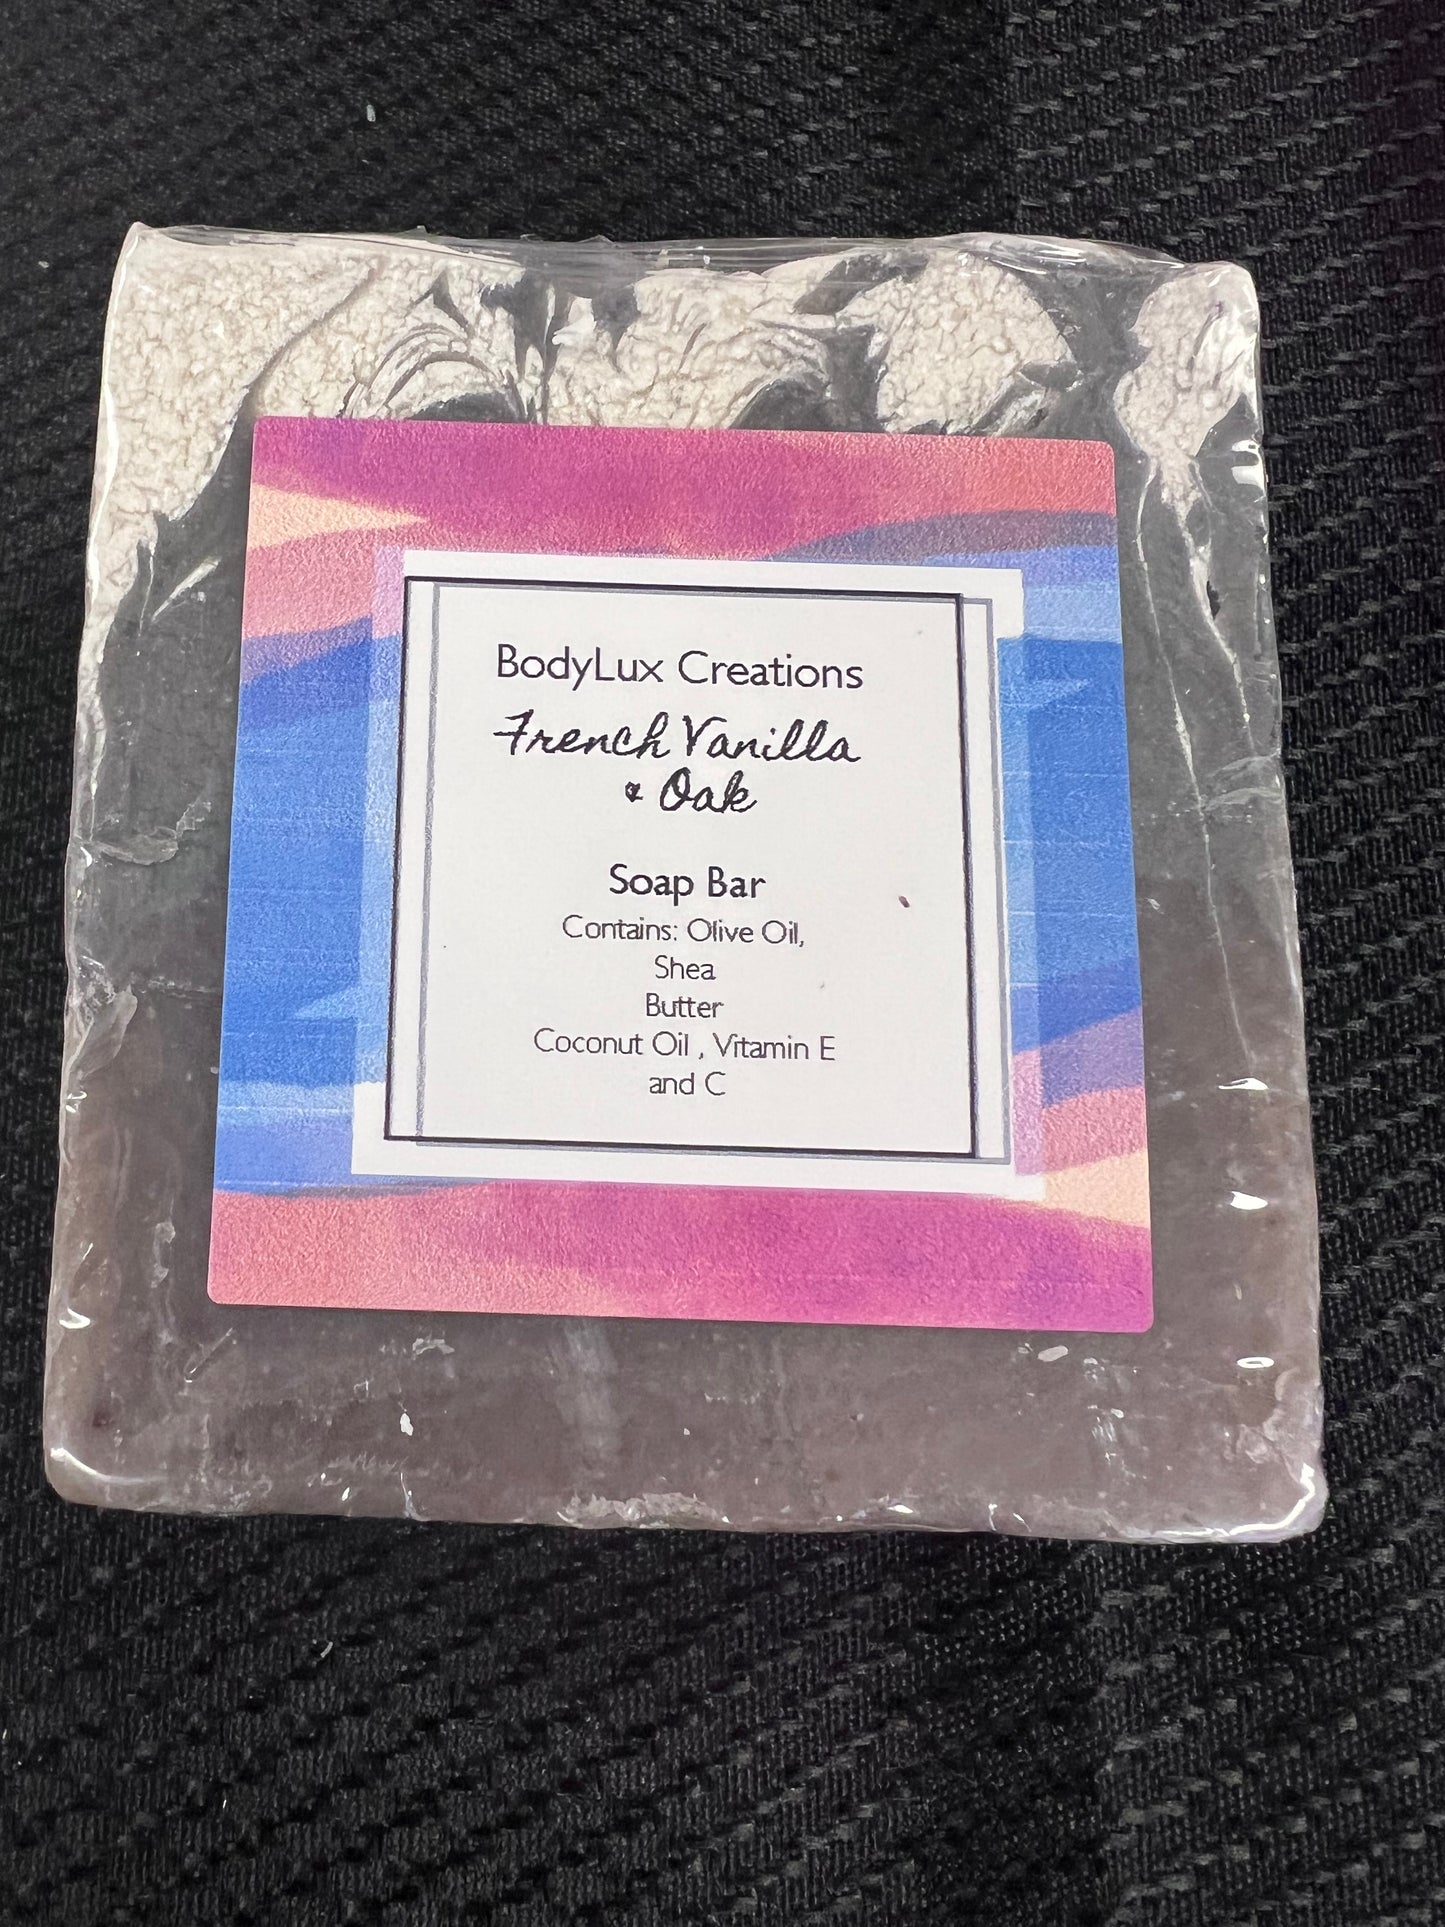 BodyLux Creations
French Vanilla
& Oak
Soap Bar
Contains: Olive Oil,
Shea
Butter
Coconut Oil , Vitamin E
and C